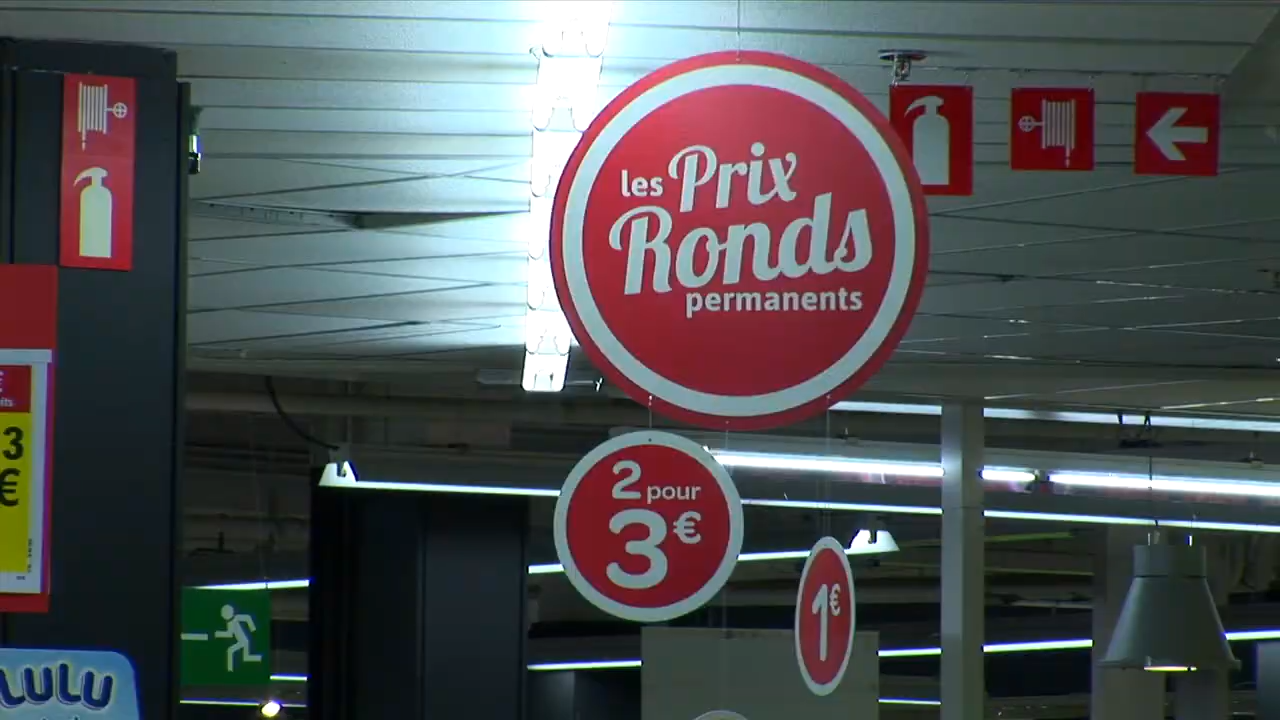 les Prix
Ronds
permanents
2 pour
3€
1€
3
€
LULU